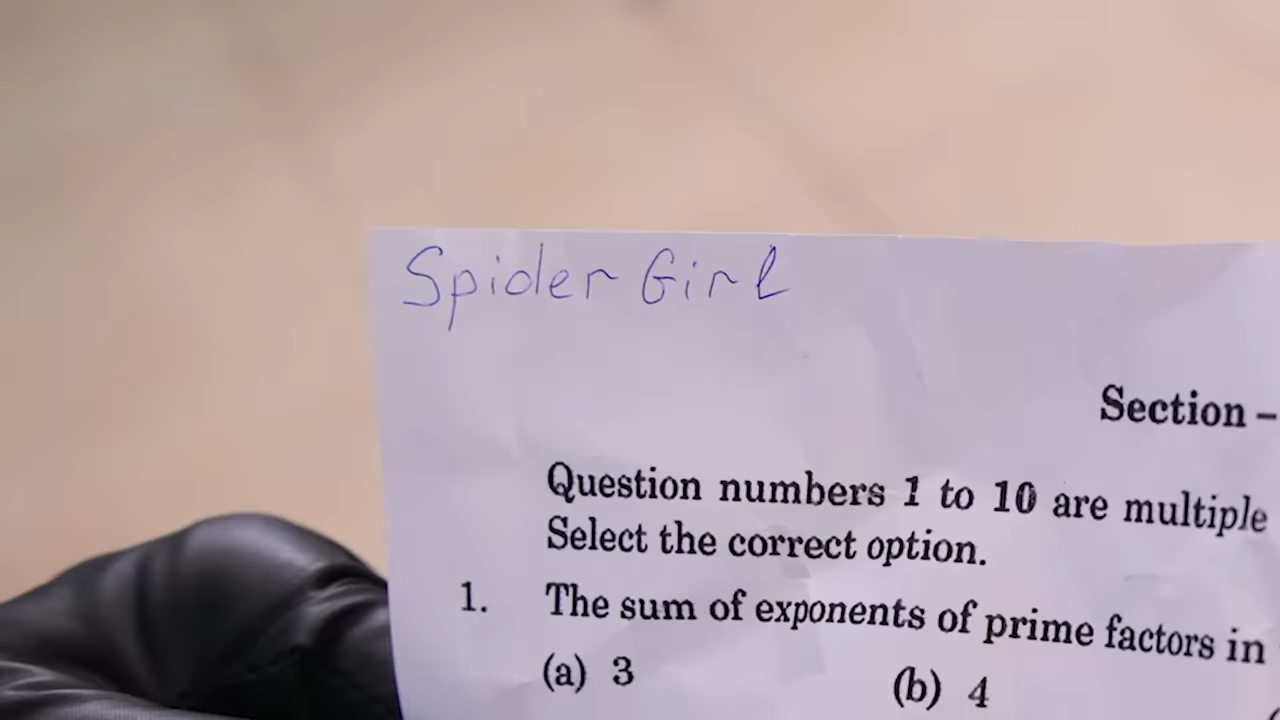 Spider Girl
Section –
Question numbers 1 to 10 are multiple
Select the correct option.
1. The sum of exponents of prime factors in
(a) 3 (b) 4